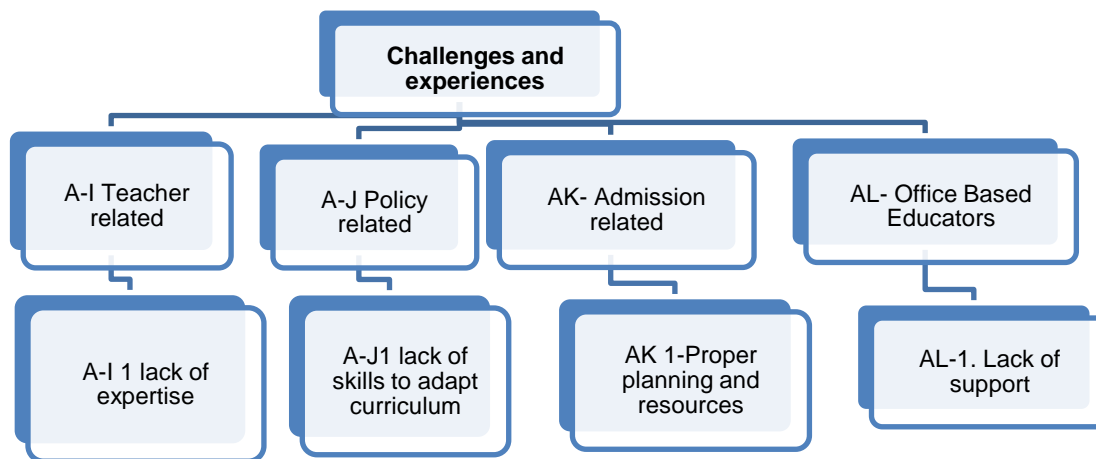 Challenges and
experiences
A-I Teacher
related
A-J Policy
related
AK- Admission
related
AL- Office Based
Educators
A-I 1 lack of
expertise
A-J1 lack of
skills to adapt
curriculum
AK 1-Proper
planning and
resources
AL-1. Lack of
support